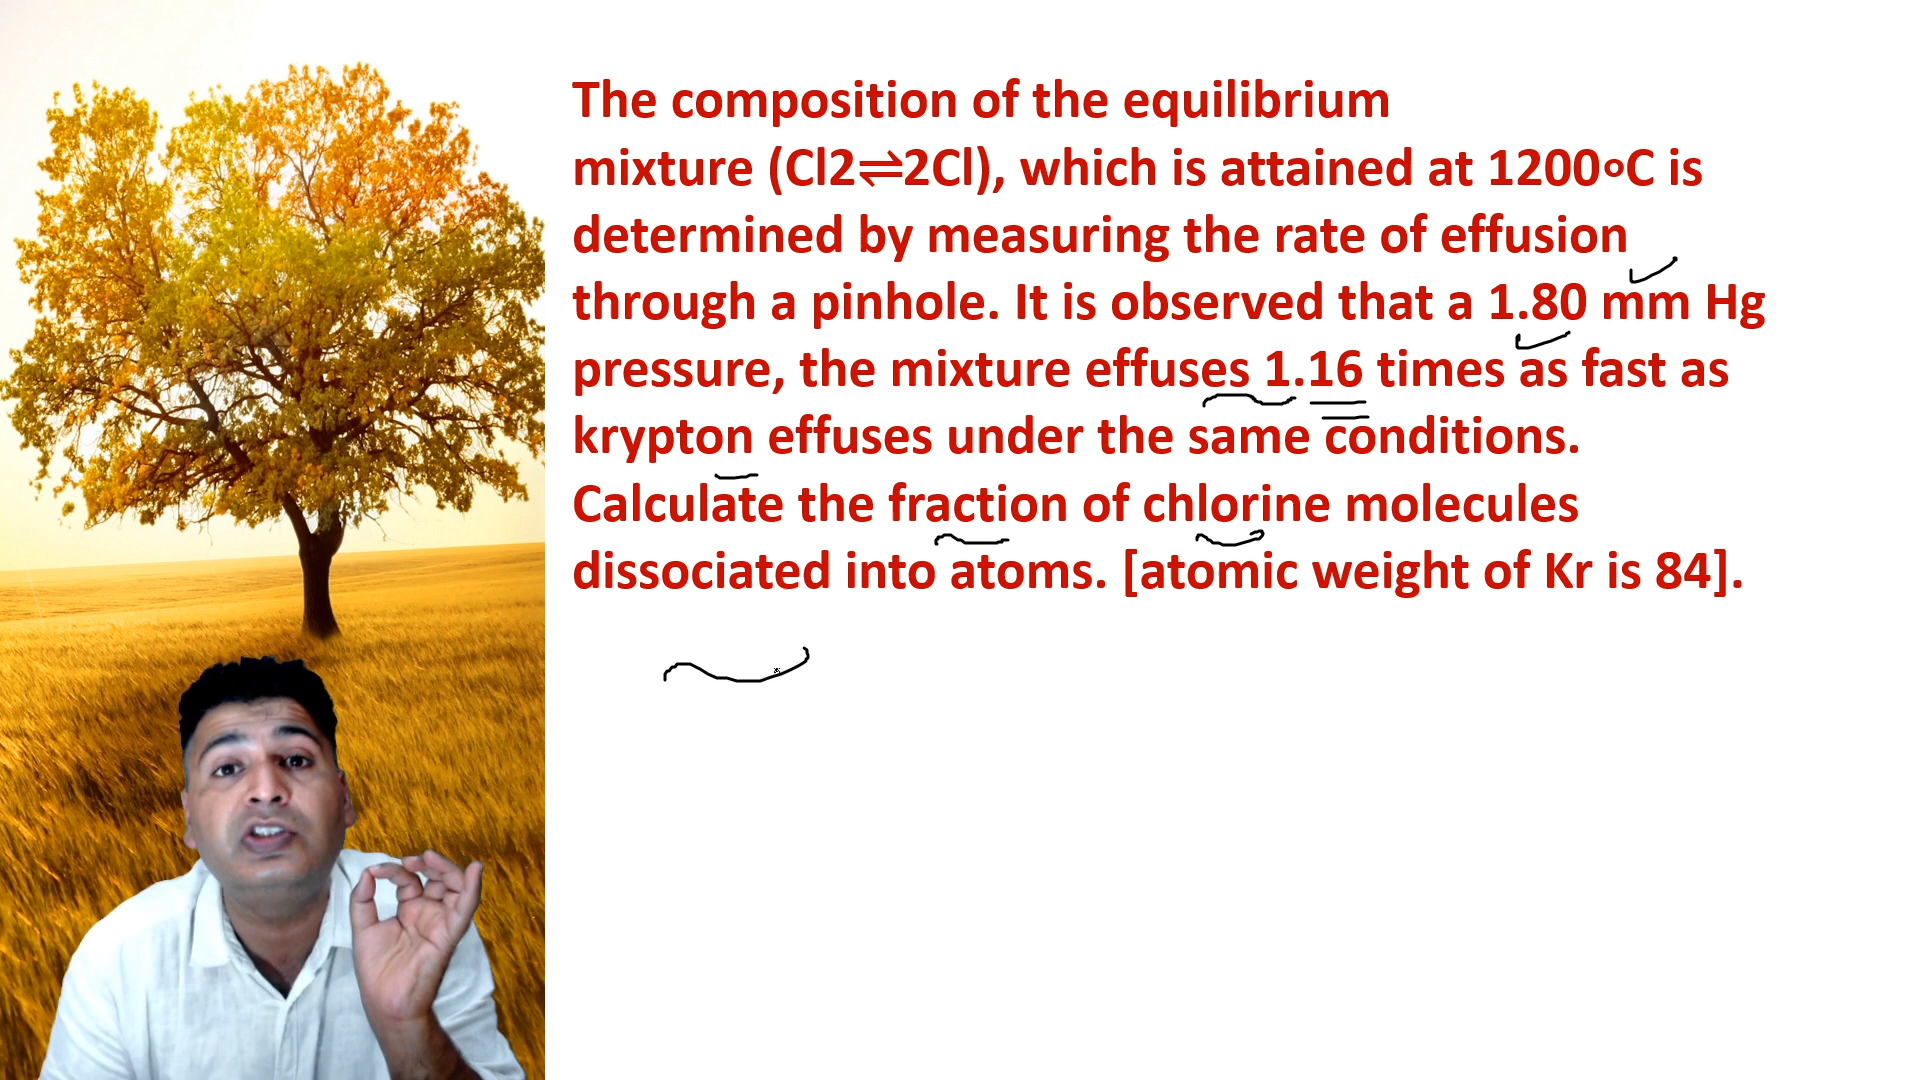 The composition of the equilibrium
mixture (Cl2⇌2Cl), which is attained at 1200∘C is
determined by measuring the rate of effusion
through a pinhole. It is observed that a 1.80 mm Hg
pressure, the mixture effuses 1.16 times as fast as
krypton effuses under the same conditions.
Calculate the fraction of chlorine molecules
dissociated into atoms. [atomic weight of Kr is 84].